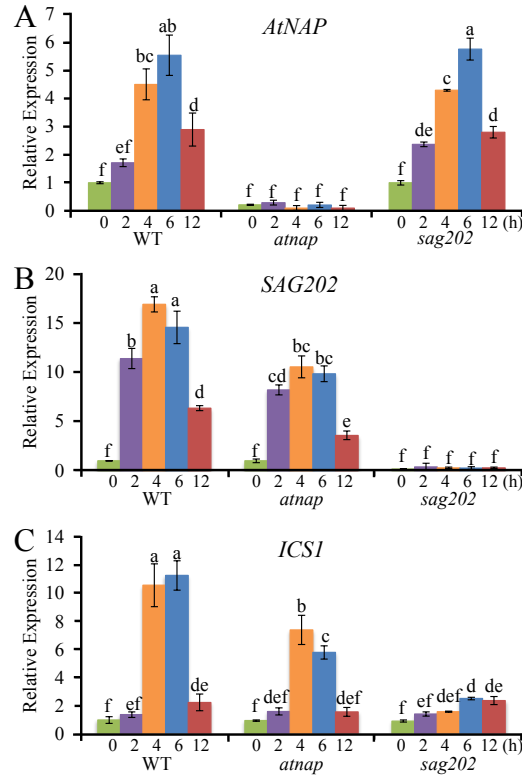 A
AtNAP
Relative Expression
7
6
5
4
3
2
1
0
f ef bc ab d
f f f f f
f de c a d
0 2 4 6 12 0 2 4 6 12 0 2 4 6 12 (h)
WT atnap sag202
B
SAG202
Relative Expression
20
15
10
5
0
f b a a d
f cd bc bc e
f f f f f
0 2 4 6 12 0 2 4 6 12 0 2 4 6 12 (h)
WT atnap sag202
C
ICS1
Relative Expression
14
12
10
8
6
4
2
0
f ef a a de
f def b c def
f ef def d de
0 2 4 6 12 0 2 4 6 12 0 2 4 6 12 (h)
WT atnap sag202